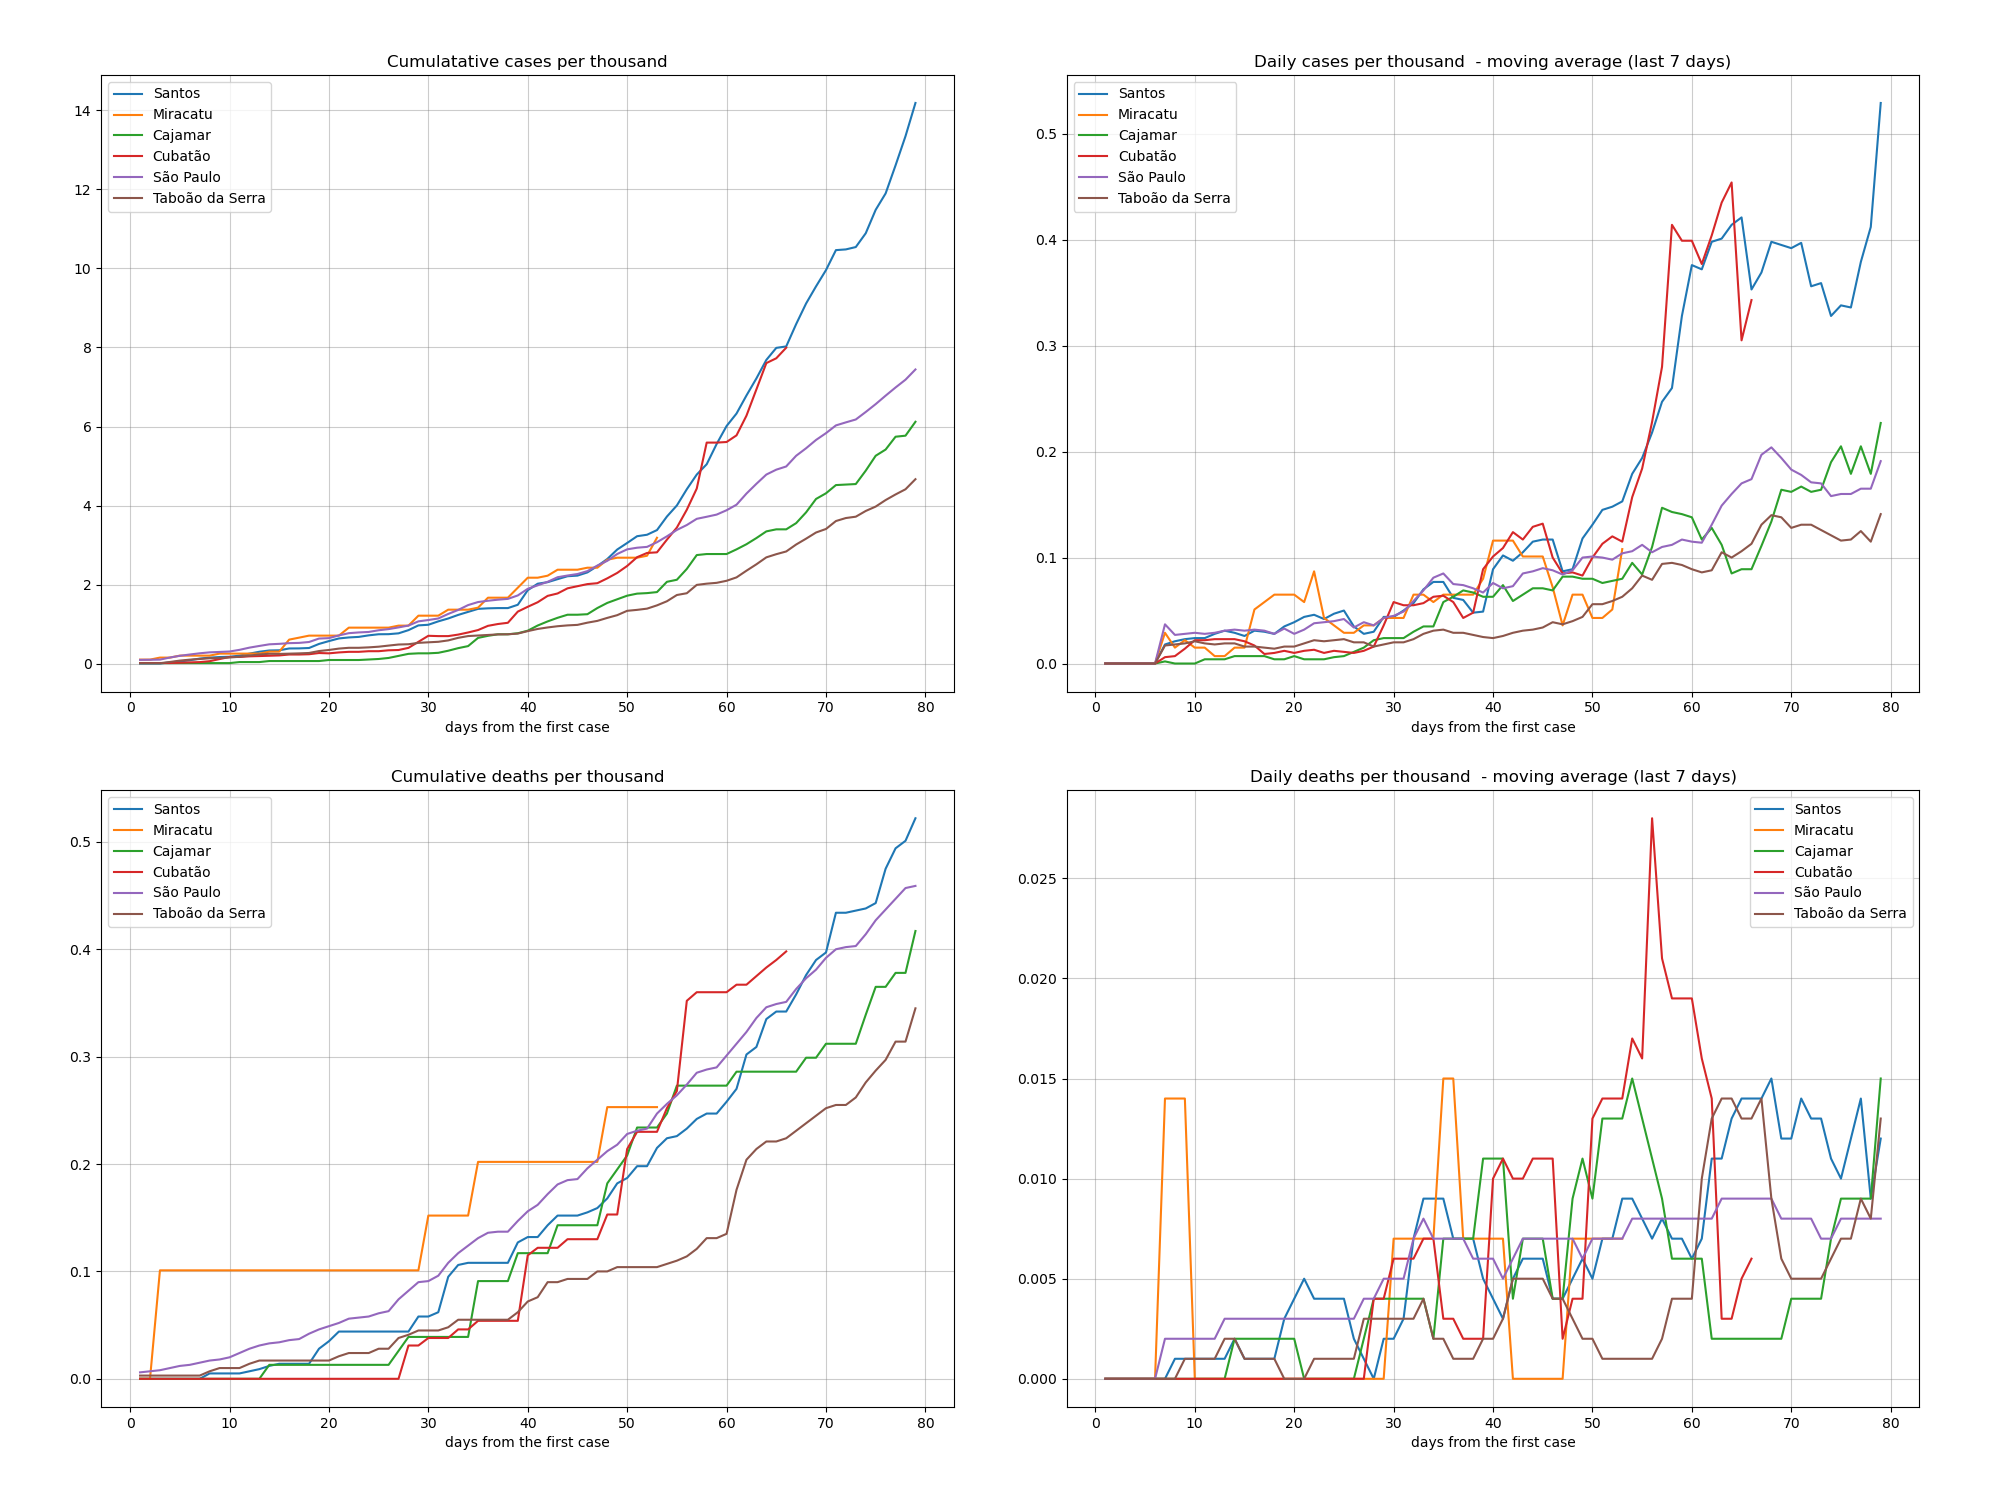 Cumulatative cases per thousand
Santos
Miracatu
Cajamar
Cubatão
São Paulo
Taboão da Serra
14
12
10
8
6
4
2
0
0 10 20 30 40 50 60 70 80
days from the first case
Daily cases per thousand - moving average (last 7 days)
Santos
Miracatu
Cajamar
Cubatão
São Paulo
Taboão da Serra
0.5
0.4
0.3
0.2
0.1
0.0
0 10 20 30 40 50 60 70 80
days from the first case
Cumulative deaths per thousand
Santos
Miracatu
Cajamar
Cubatão
São Paulo
Taboão da Serra
0.5
0.4
0.3
0.2
0.1
0.0
0 10 20 30 40 50 60 70 80
days from the first case
Daily deaths per thousand - moving average (last 7 days)
Santos
Miracatu
Cajamar
Cubatão
São Paulo
Taboão da Serra
0.025
0.020
0.015
0.010
0.005
0.000
0 10 20 30 40 50 60 70 80
days from the first case